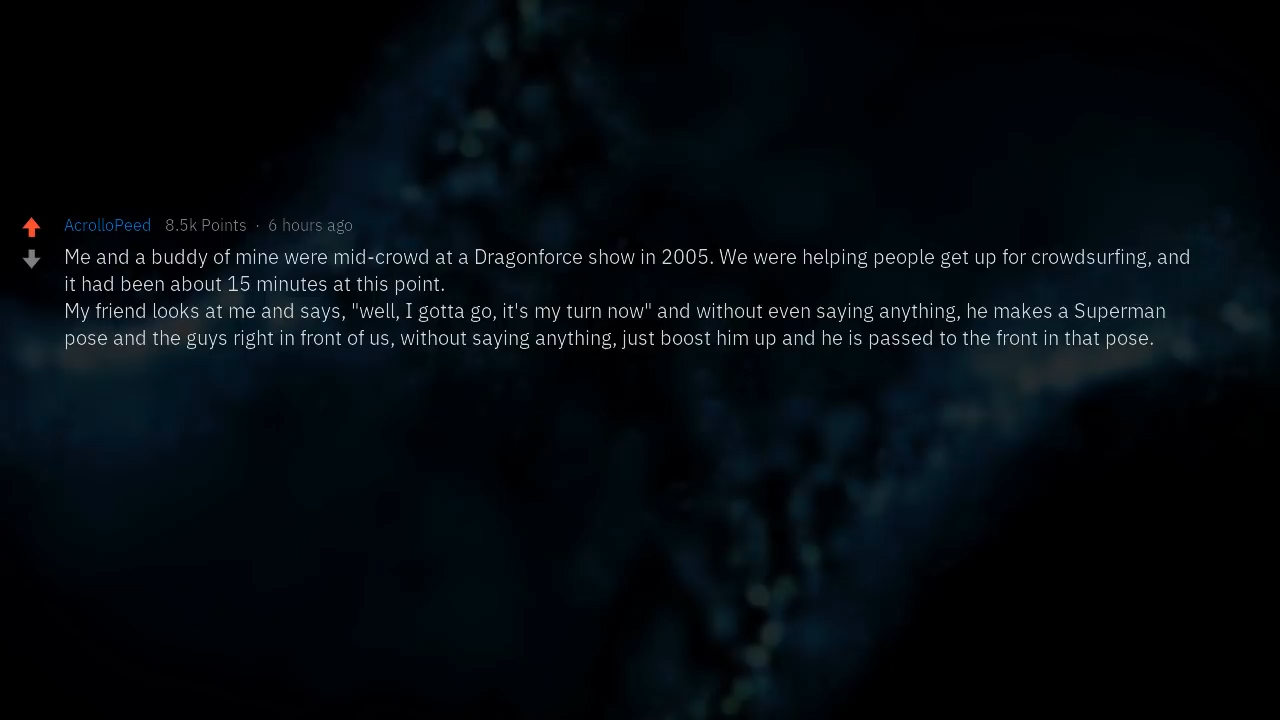 AcrolloPeed 8.5k Points · 6 hours ago
Me and a buddy of mine were mid-crowd at a Dragonforce show in 2005. We were helping people get up for crowdsurfing, and
it had been about 15 minutes at this point.
My friend looks at me and says, "well, I gotta go, it's my turn now" and without even saying anything, he makes a Superman
pose and the guys right in front of us, without saying anything, just boost him up and he is passed to the front in that pose.